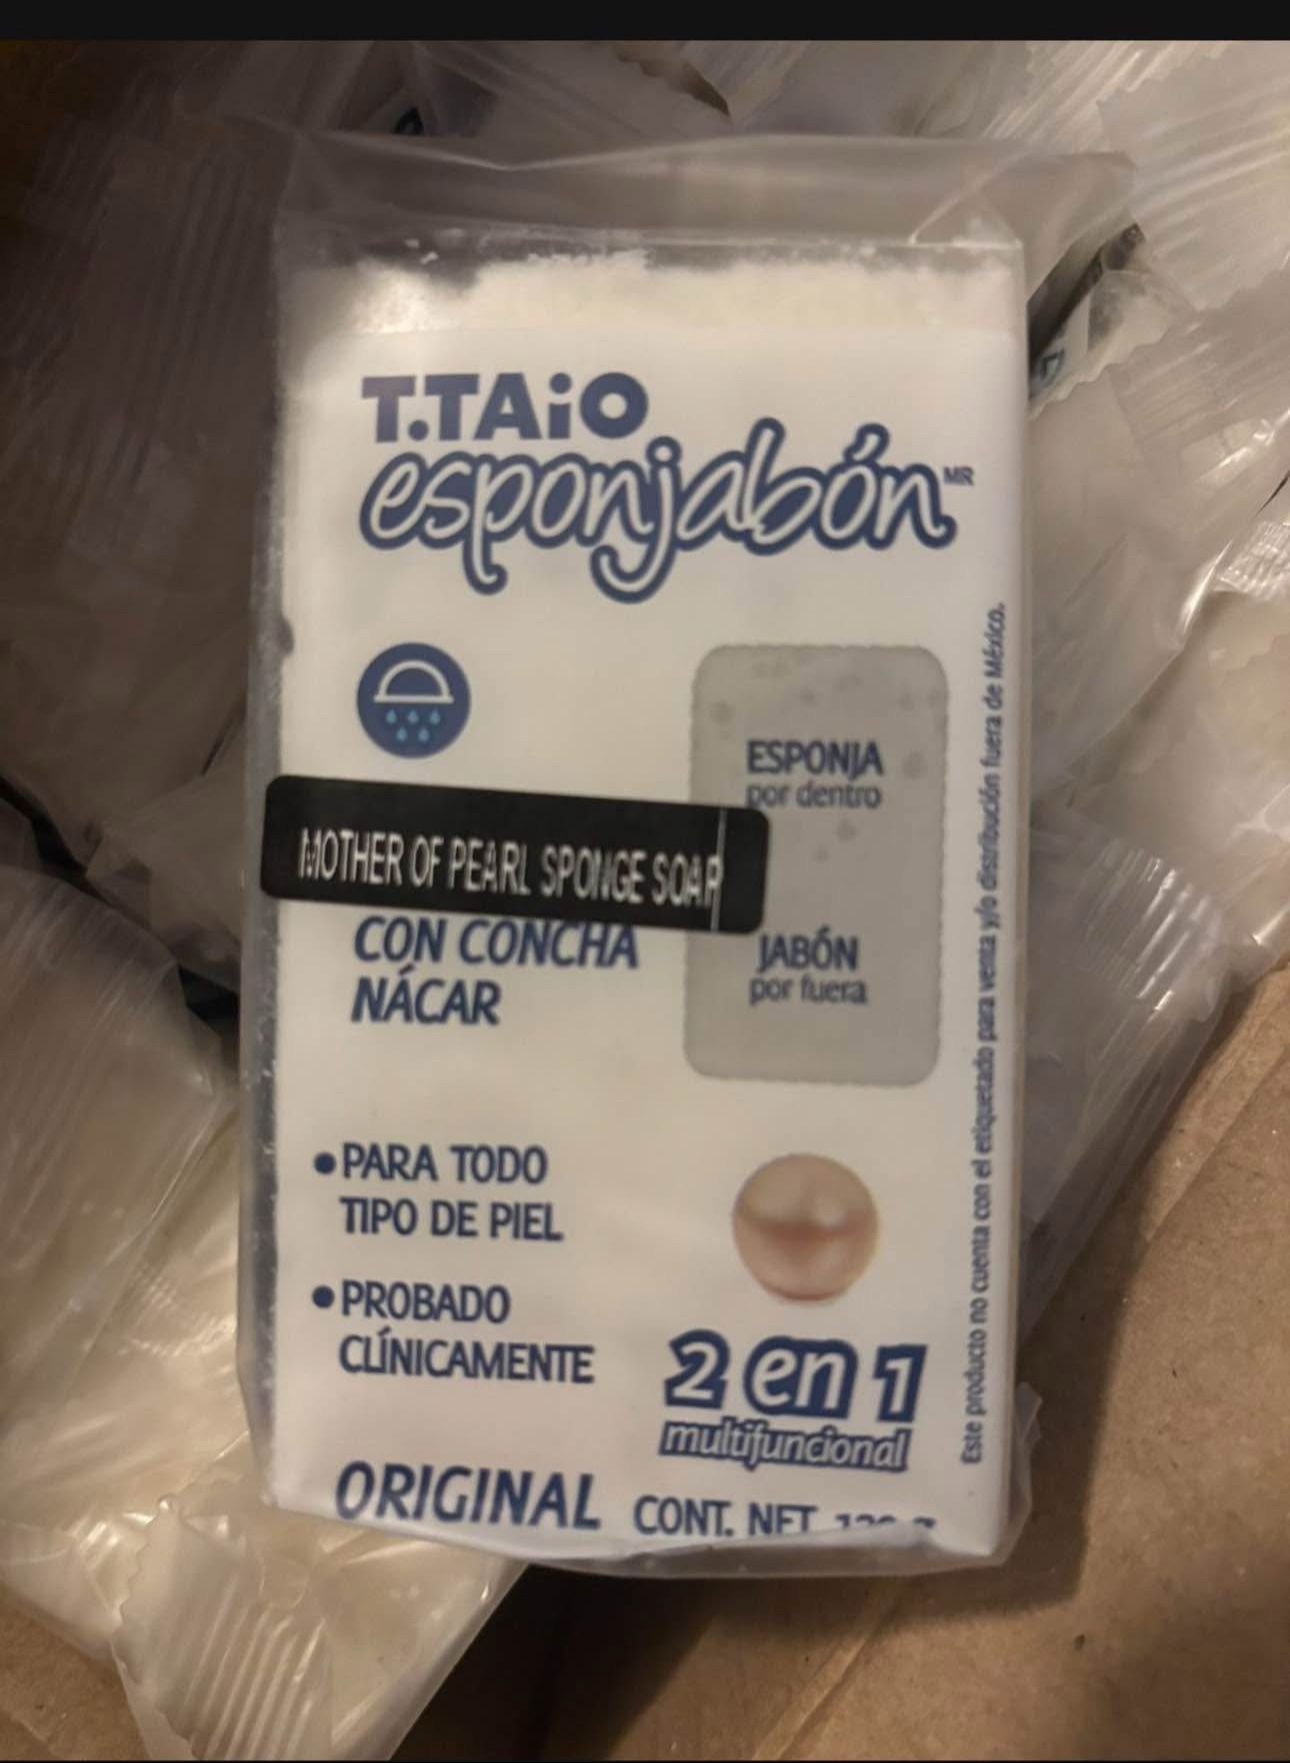 T.TAiO
esponjabón MR
ESPONJA
por dentro
MOTHER OF PEARL SPONGE SOAP
CON CONCHA
NÁCAR
JABÓN
por fuera
• PARA TODO
TIPO DE PIEL
• PROBADO
CLÍNICAMENTE
2 en 1
multifuncional
ORIGINAL CONT. NET.
Este producto no cuenta con el etiquetado para venta y/o distribución fuera de México.